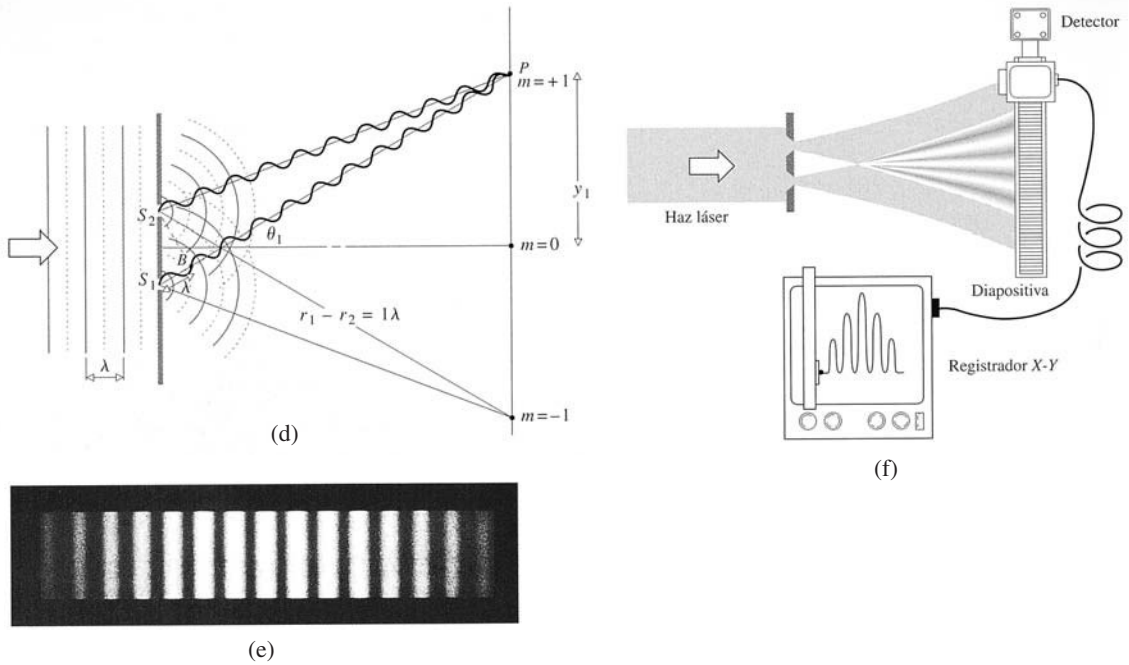 P
m = +1
y₁
S₂
θ₁
m = 0
B
S₁
λ
r₁ − r₂ = 1λ
λ
m = −1
(d)
(e)
Detector
Haz láser
Diapositiva
Registrador X-Y
(f)